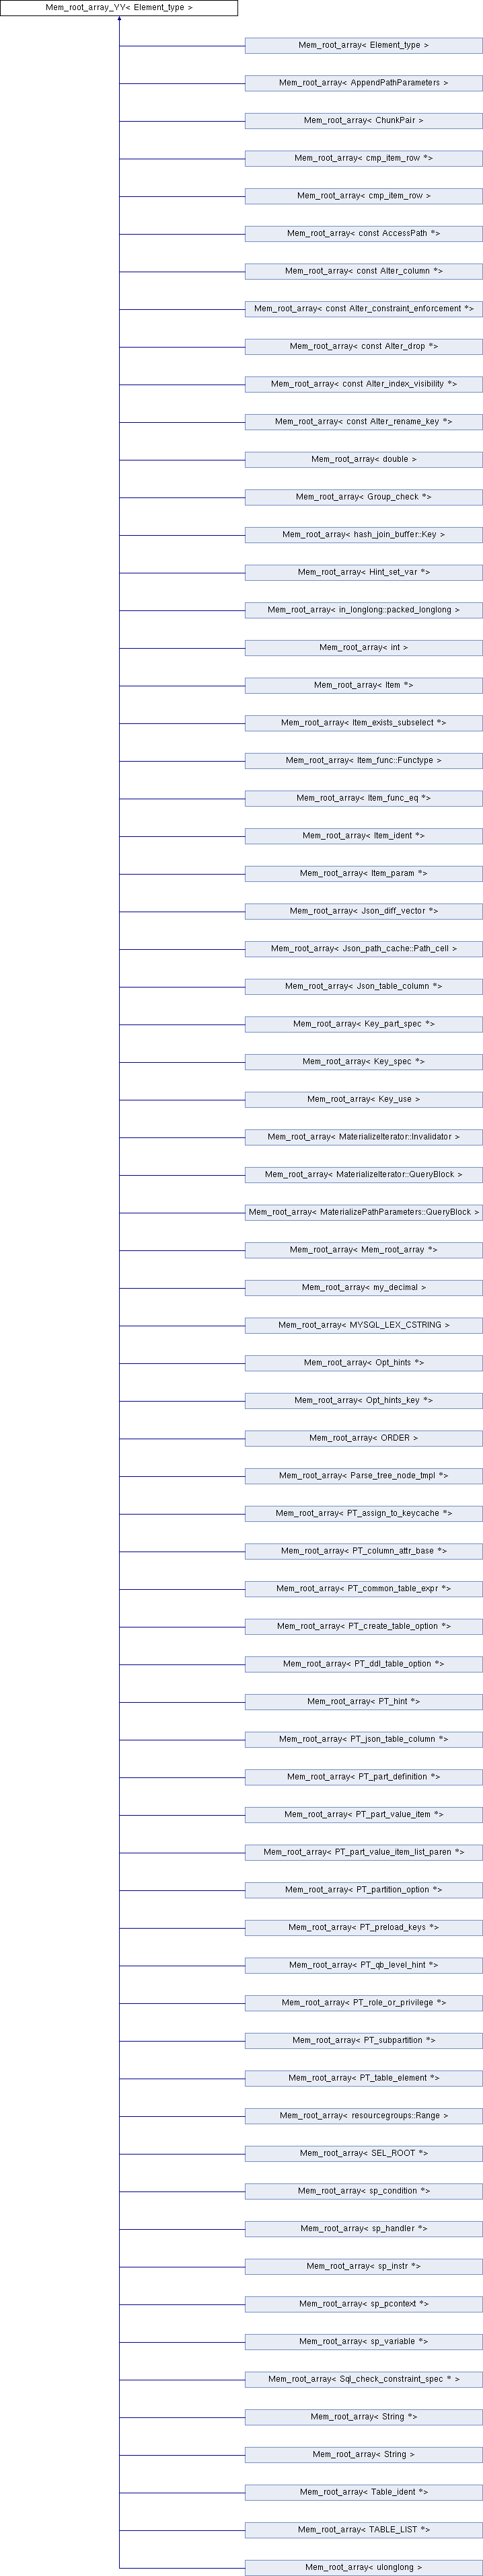 Mem_root_array_YY< Element_type >
Mem_root_array< Element_type >
Mem_root_array< AppendPathParameters >
Mem_root_array< ChunkPair >
Mem_root_array< cmp_item_row *>
Mem_root_array< cmp_item_row >
Mem_root_array< const AccessPath *>
Mem_root_array< const Alter_column *>
Mem_root_array< const Alter_constraint_enforcement *>
Mem_root_array< const Alter_drop *>
Mem_root_array< const Alter_index_visibility *>
Mem_root_array< const Alter_rename_key *>
Mem_root_array< double >
Mem_root_array< Group_check *>
Mem_root_array< hash_join_buffer::Key >
Mem_root_array< Hint_set_var *>
Mem_root_array< in_longlong::packed_longlong >
Mem_root_array< int >
Mem_root_array< Item *>
Mem_root_array< Item_exists_subselect *>
Mem_root_array< Item_func::Functype >
Mem_root_array< Item_func_eq *>
Mem_root_array< Item_ident *>
Mem_root_array< Item_param *>
Mem_root_array< Json_diff_vector *>
Mem_root_array< Json_path_cache::Path_cell >
Mem_root_array< Json_table_column *>
Mem_root_array< Key_part_spec *>
Mem_root_array< Key_spec *>
Mem_root_array< Key_use >
Mem_root_array< MaterializeIterator::Invalidator >
Mem_root_array< MaterializeIterator::QueryBlock >
Mem_root_array< MaterializePathParameters::QueryBlock >
Mem_root_array< Mem_root_array *>
Mem_root_array< my_decimal >
Mem_root_array< MYSQL_LEX_CSTRING >
Mem_root_array< Opt_hints *>
Mem_root_array< Opt_hints_key *>
Mem_root_array< ORDER >
Mem_root_array< Parse_tree_node_tmpl *>
Mem_root_array< PT_assign_to_keycache *>
Mem_root_array< PT_column_attr_base *>
Mem_root_array< PT_common_table_expr *>
Mem_root_array< PT_create_table_option *>
Mem_root_array< PT_ddl_table_option *>
Mem_root_array< PT_hint *>
Mem_root_array< PT_json_table_column *>
Mem_root_array< PT_part_definition *>
Mem_root_array< PT_part_value_item *>
Mem_root_array< PT_part_value_item_list_paren *>
Mem_root_array< PT_partition_option *>
Mem_root_array< PT_preload_keys *>
Mem_root_array< PT_qb_level_hint *>
Mem_root_array< PT_role_or_privilege *>
Mem_root_array< PT_subpartition *>
Mem_root_array< PT_table_element *>
Mem_root_array< resourcegroups::Range >
Mem_root_array< SEL_ROOT *>
Mem_root_array< sp_condition *>
Mem_root_array< sp_handler *>
Mem_root_array< sp_instr *>
Mem_root_array< sp_pcontext *>
Mem_root_array< sp_variable *>
Mem_root_array< Sql_check_constraint_spec * >
Mem_root_array< String *>
Mem_root_array< String >
Mem_root_array< Table_ident *>
Mem_root_array< TABLE_LIST *>
Mem_root_array< ulonglong >